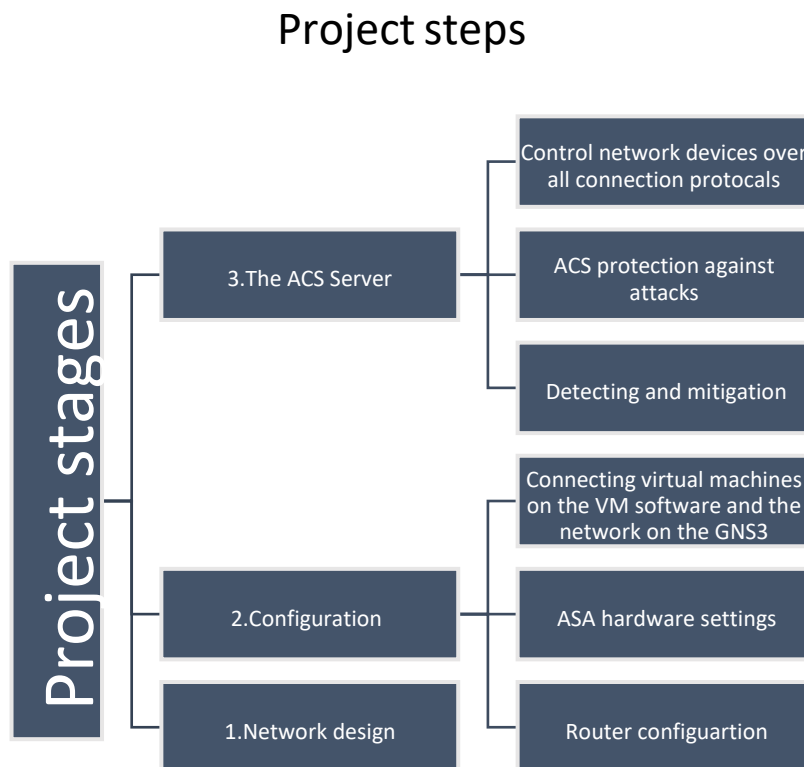 Project steps
Project stages
3.The ACS Server
Control network devices over
all connection protocals
ACS protection against
attacks
Detecting and mitigation
2.Configuration
Connecting virtual machines
on the VM software and the
network on the GNS3
ASA hardware settings
Router configuartion
1.Network design